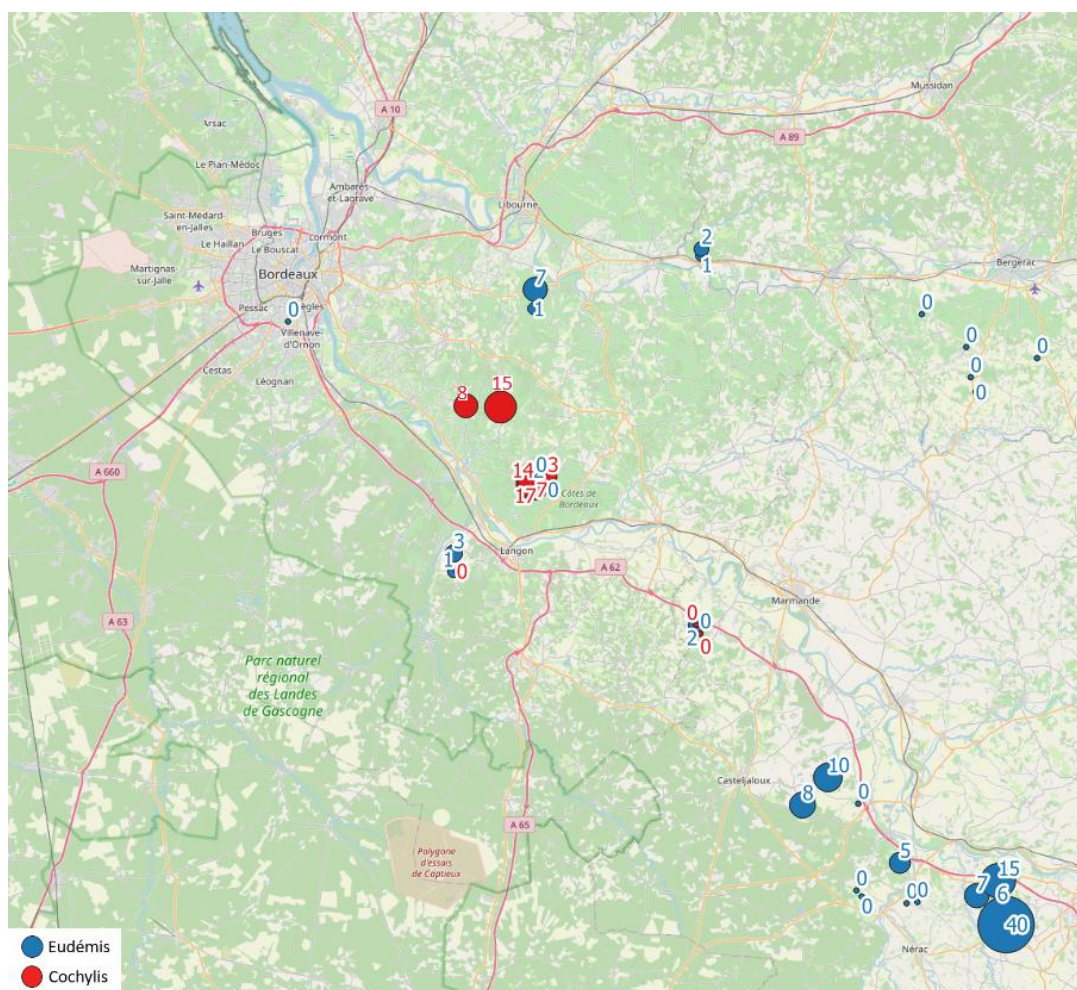 Mussidan
A 10
Arsac
A 89
Le Pian-Médoc
Ambarès
et-Lagrave
Libourne
Saint-Médard-
en-Jalles
Bruges
Lormont
Le Haillan
Le Bouscat
2
1
Bergerac
Martignas
sur-Jalle
Bordeaux
7
1
Pessac
Bègles
0
0
Villenave-
d'Ornon
0
0
0
0
Cestas
Léognan
8
15
A 660
14
2
0
3
17
7
0
Côtes de
Bordeaux
3
1
0
Langon
A 62
Marmande
A 63
0
0
2
0
Parc naturel
régional
des Landes
de Gascogne
Casteljaloux
10
8
0
A 65
Polygone
d'essais
de Captieux
5
15
0
0
0
0
7
6
40
Nérac
Eudémis
Cochylis